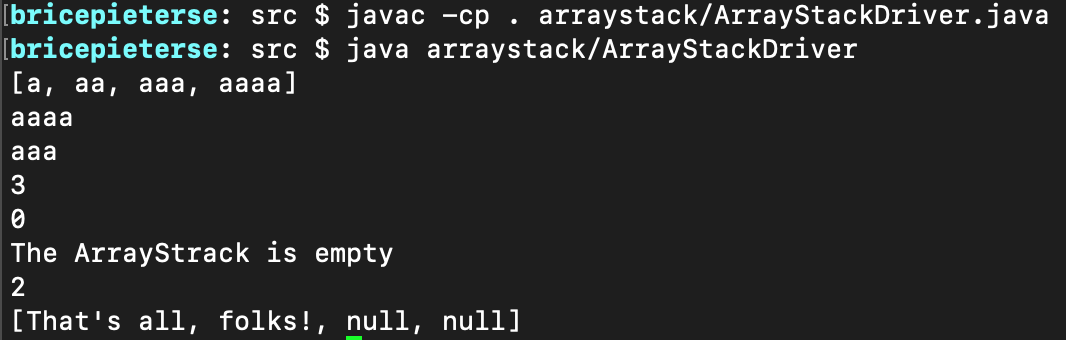 [bricepieterse: src $ javac -cp . arraystack/ArrayStackDriver.java
[bricepieterse: src $ java arraystack/ArrayStackDriver
[a, aa, aaa, aaaa]
aaaa
aaa
3
0
The ArrayStrack is empty
2
[That's all, folks!, null, null]